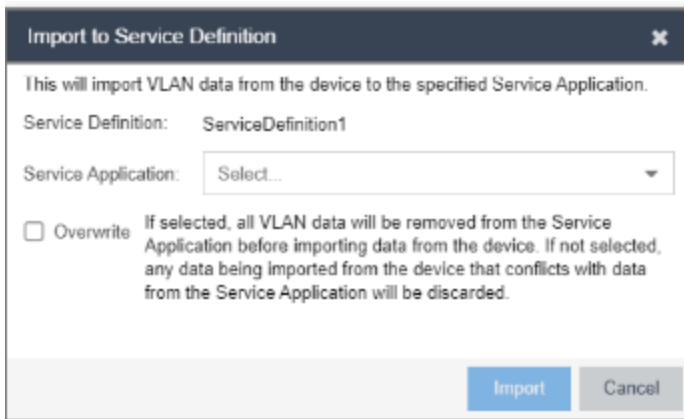 Import to Service Definition
This will import VLAN data from the device to the specified Service Application.
Service Definition: ServiceDefinition1
Service Application: Select...
Overwrite If selected, all VLAN data will be removed from the Service
Application before importing data from the device. If not selected,
any data being imported from the device that conflicts with data
from the Service Application will be discarded.
Import Cancel